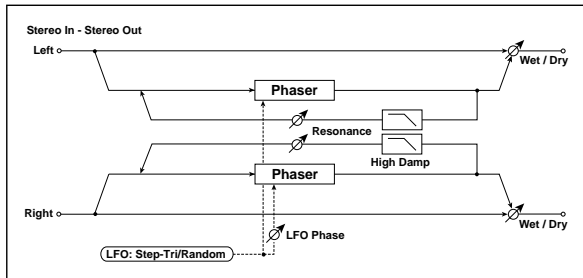 Stereo In - Stereo Out
Left
Wet / Dry
Phaser
Resonance
High Damp
Phaser
Right
Wet / Dry
LFO Phase
LFO: Step-Tri/Random